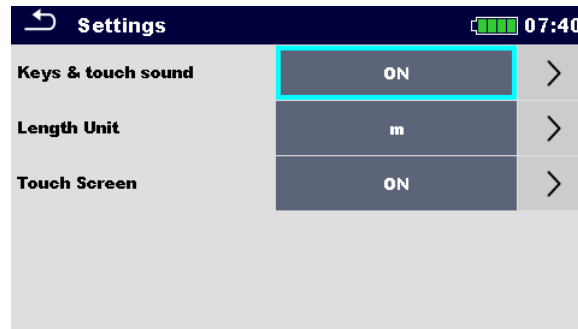 Settings 07:40
Keys & touch sound ON
Length Unit m
Touch Screen ON